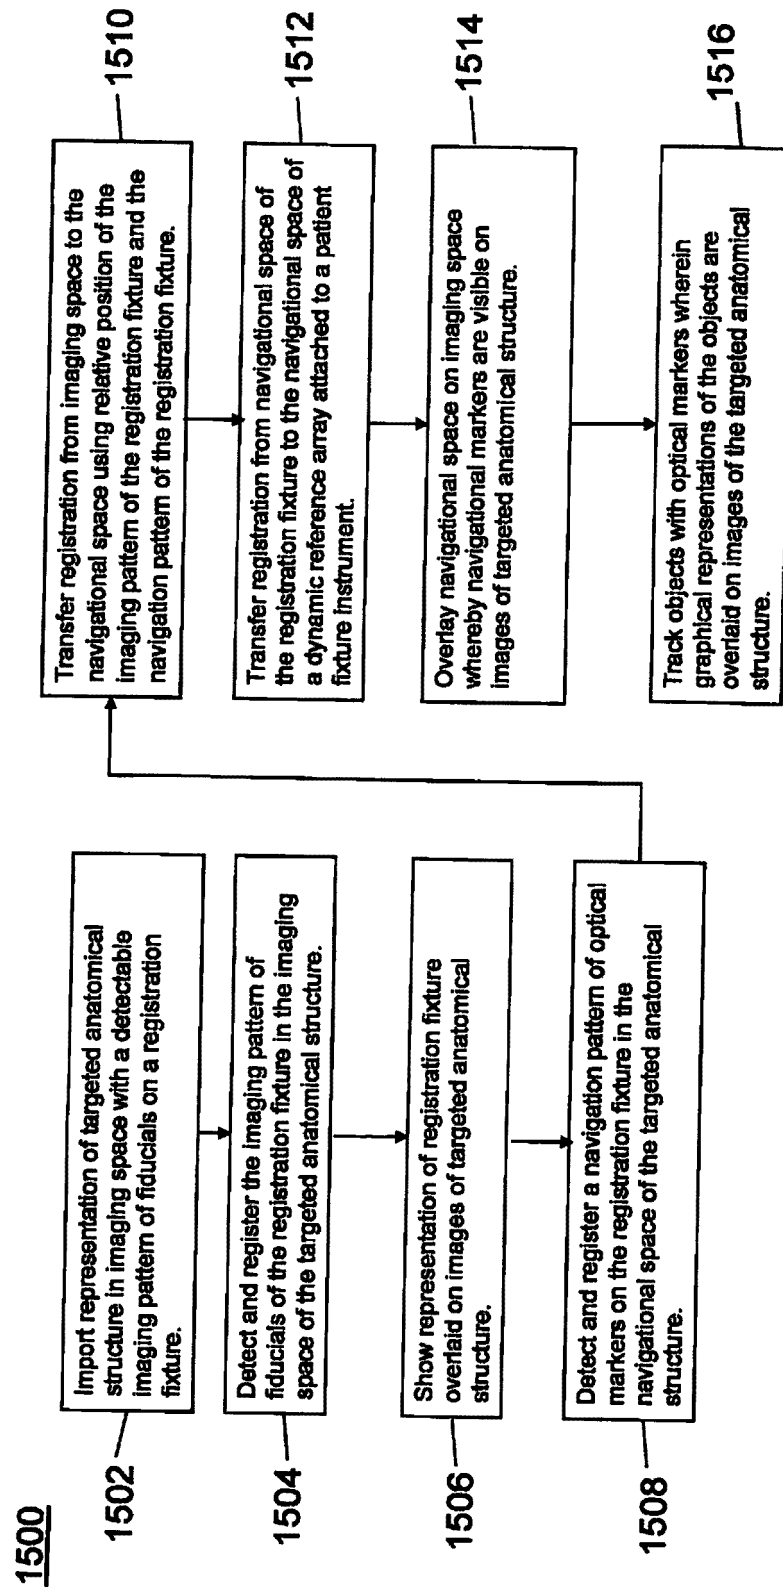 1500
1502
Import representation of targeted anatomical
structure in imaging space with a detectable
imaging pattern of fiducials on a registration
fixture.
1504
Detect and register the imaging pattern of
fiducials of the registration fixture in the imaging
space of the targeted anatomical structure.
1506
Show representation of registration fixture
overlaid on images of targeted anatomical
structure.
1508
Detect and register a navigation pattern of optical
markers on the registration fixture in the
navigational space of the targeted anatomical
structure.
1510
Transfer registration from imaging space to the
navigational space using relative position of the
imaging pattern of the registration fixture and the
navigation pattern of the registration fixture.
1512
Transfer registration from navigational space of
the registration fixture to the navigational space of
a dynamic reference array attached to a patient
fixture instrument.
1514
Overlay navigational space on imaging space
whereby navigational markers are visible on
images of targeted anatomical structure.
1516
Track objects with optical markers wherein
graphical representations of the objects are
overlaid on images of the targeted anatomical
structure.